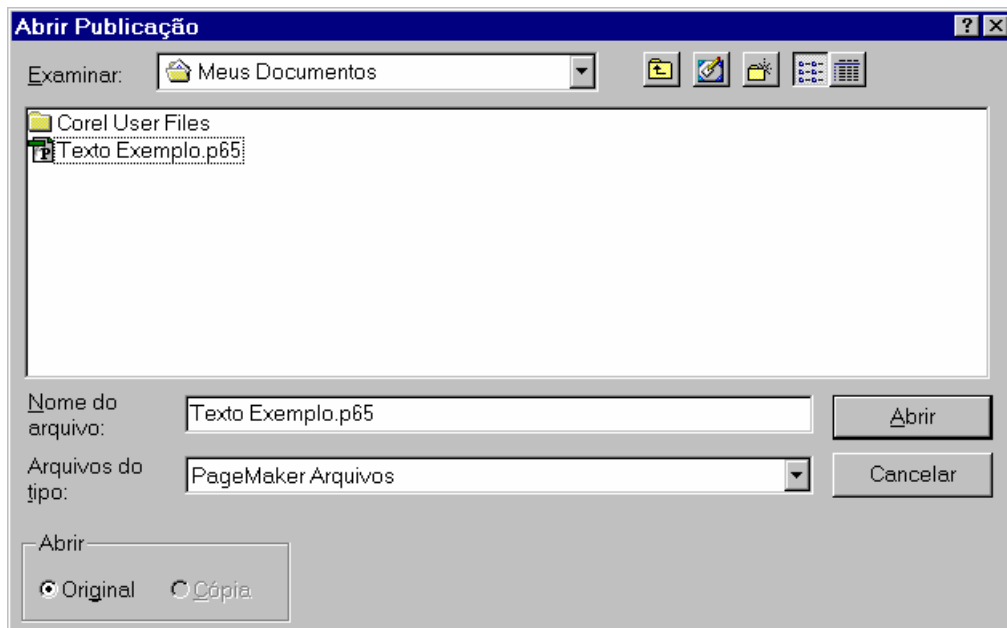 Abrir Publicação
Examinar: Meus Documentos
Corel User Files
Texto Exemplo.p65
Nome do arquivo: Texto Exemplo.p65 Abrir
Arquivos do tipo: PageMaker Arquivos Cancelar
Abrir
Original Cópia